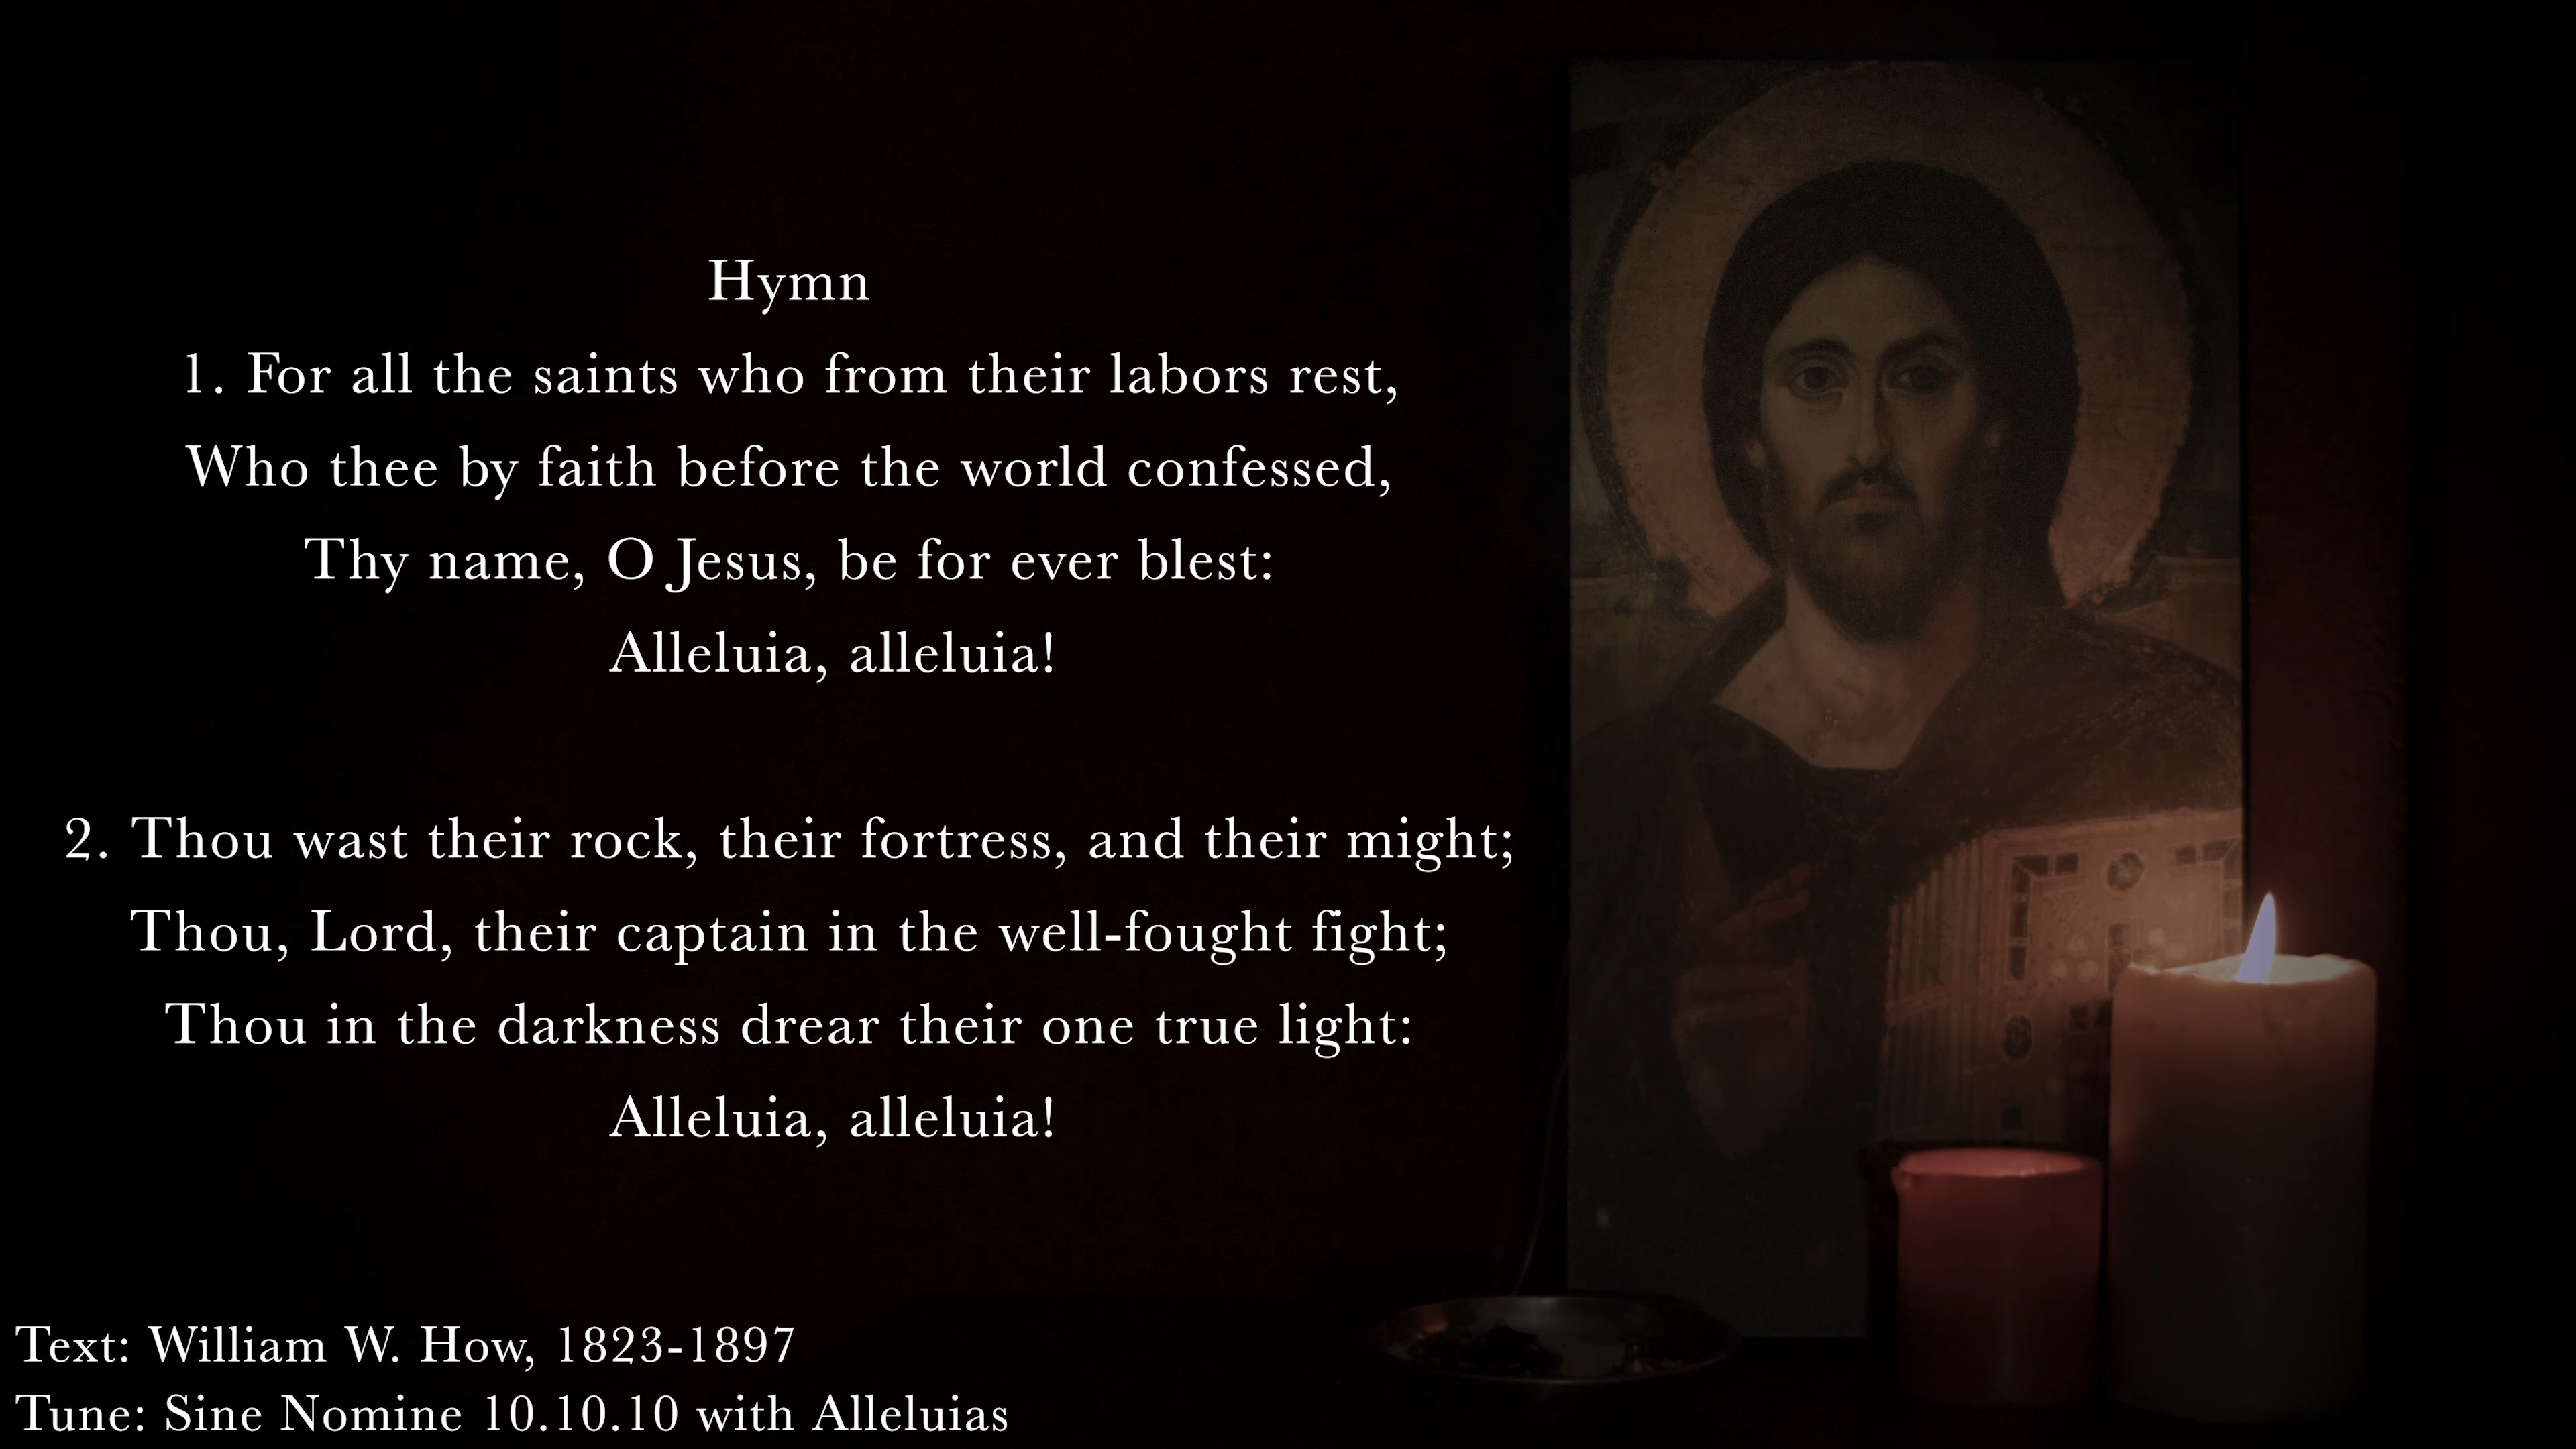 Hymn
1. For all the saints who from their labors rest,
Who thee by faith before the world confessed,
Thy name, O Jesus, be for ever blest:
Alleluia, alleluia!
2. Thou wast their rock, their fortress, and their might;
Thou, Lord, their captain in the well-fought fight;
Thou in the darkness drear their one true light:
Alleluia, alleluia!
Text: William W. How, 1823-1897
Tune: Sine Nomine 10.10.10 with Alleluias